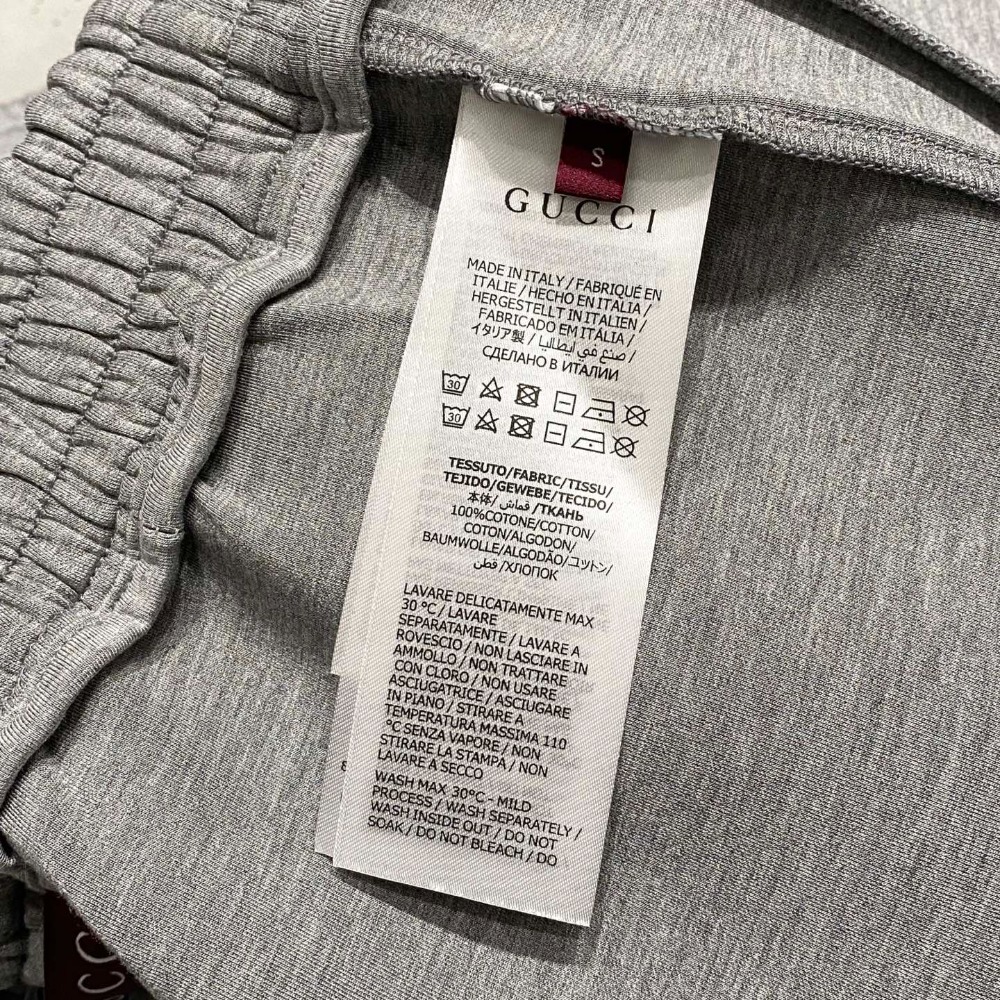 S
GUCCI
MADE IN ITALY / FABRIQUÉ EN
ITALIE / HECHO EN ITALIA /
HERGESTELLT IN ITALIEN /
FABRICADO EM ITÁLIA /
イタリア製 / صنع في إيطاليا /
СДЕЛАНО В ИТАЛИИ
30
30
TESSUTO/FABRIC/TISSU/
TEJIDO/GEWEBE/TECIDO/
本体/ قماش /ТКАНЬ
100%COTONE/COTTON/
COTON/ALGODON/
BAUMWOLLE/ALGODÃO/コットン/
قطن /ХЛОПОК
LAVARE DELICATAMENTE MAX
30 °C / LAVARE
SEPARATAMENTE / LAVARE A
ROVESCIO / NON LASCIARE IN
AMMOLLO / NON TRATTARE
CON CLORO / NON USARE
ASCIUGATRICE / ASCIUGARE
IN PIANO / STIRARE A
TEMPERATURA MASSIMA 110
°C SENZA VAPORE / NON
STIRARE LA STAMPA / NON
LAVARE A SECCO
WASH MAX 30°C - MILD
PROCESS / WASH SEPARATELY /
WASH INSIDE OUT / DO NOT
SOAK / DO NOT BLEACH / DO